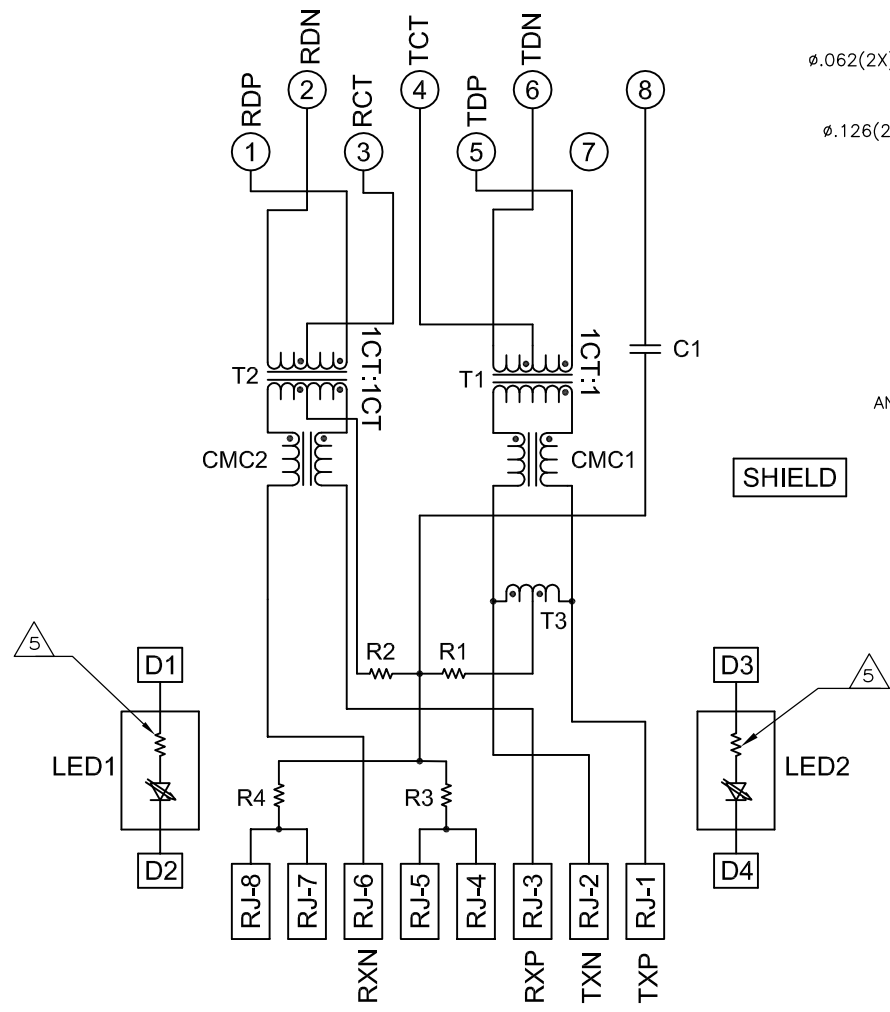 RDN
TCT
TDN
ø.062(2X)
2
4
6
8
RDP
RCT
TDP
ø.126(2
1
3
5
7
1CT:1CT
1CT:1
C1
T2
T1
AN
CMC2
CMC1
SHIELD
T3
5
R2
R1
5
D1
D3
LED1
LED2
R4
R3
D2
D4
RJ-8
RJ-7
RJ-6
RJ-5
RJ-4
RJ-3
RJ-2
RJ-1
RXN
RXP
TXN
TXP